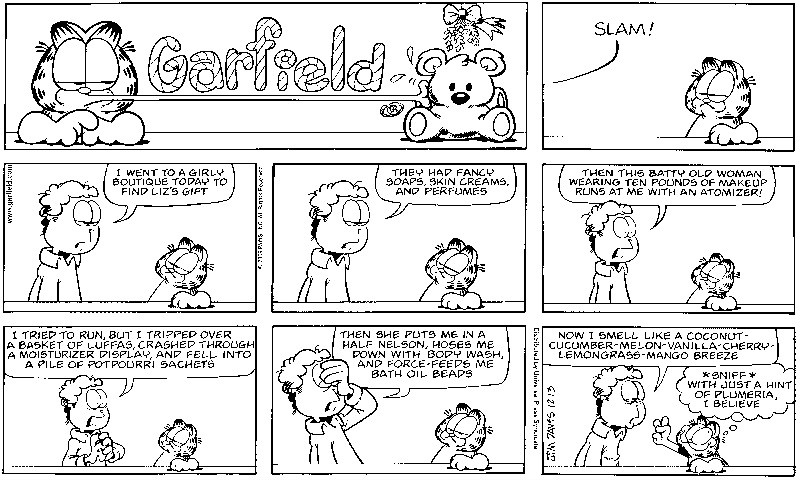 Garfield
SLAM!
www.garfield.com
I WENT TO A GIRLY
BOUTIQUE TODAY TO
FIND LIZ'S GIFT
THEY HAD FANCY
SOAPS, SKIN CREAMS,
AND PERFUMES
THEN THIS BATTY OLD WOMAN
WEARING TEN POUNDS OF MAKEUP
RUNS AT ME WITH AN ATOMIZER!
I TRIED TO RUN, BUT I TRIPPED OVER
A BASKET OF LUFFAS, CRASHED THROUGH
A MOISTURIZER DISPLAY, AND FELL INTO
A PILE OF POTPOURRI SACHETS
THEN SHE PUTS ME IN A
HALF NELSON, HOSES ME
DOWN WITH BODY WASH,
AND FORCE-FEEDS ME
BATH OIL BEADS
JIM DAVIS 12·13
NOW I SMELL LIKE A COCONUT-
CUCUMBER-MELON-VANILLA-CHERRY-
LEMONGRASS-MANGO BREEZE
*SNIFF*
WITH JUST A HINT
OF PLUMERIA,
I BELIEVE